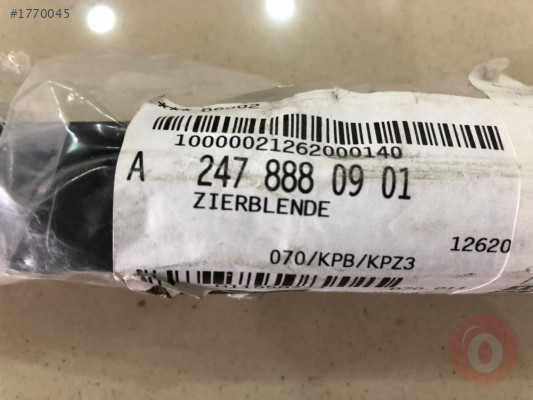 #1770045
10000021262000140
A 247 888 09 01
ZIERBLENDE
12620
070/KPB/KPZ3